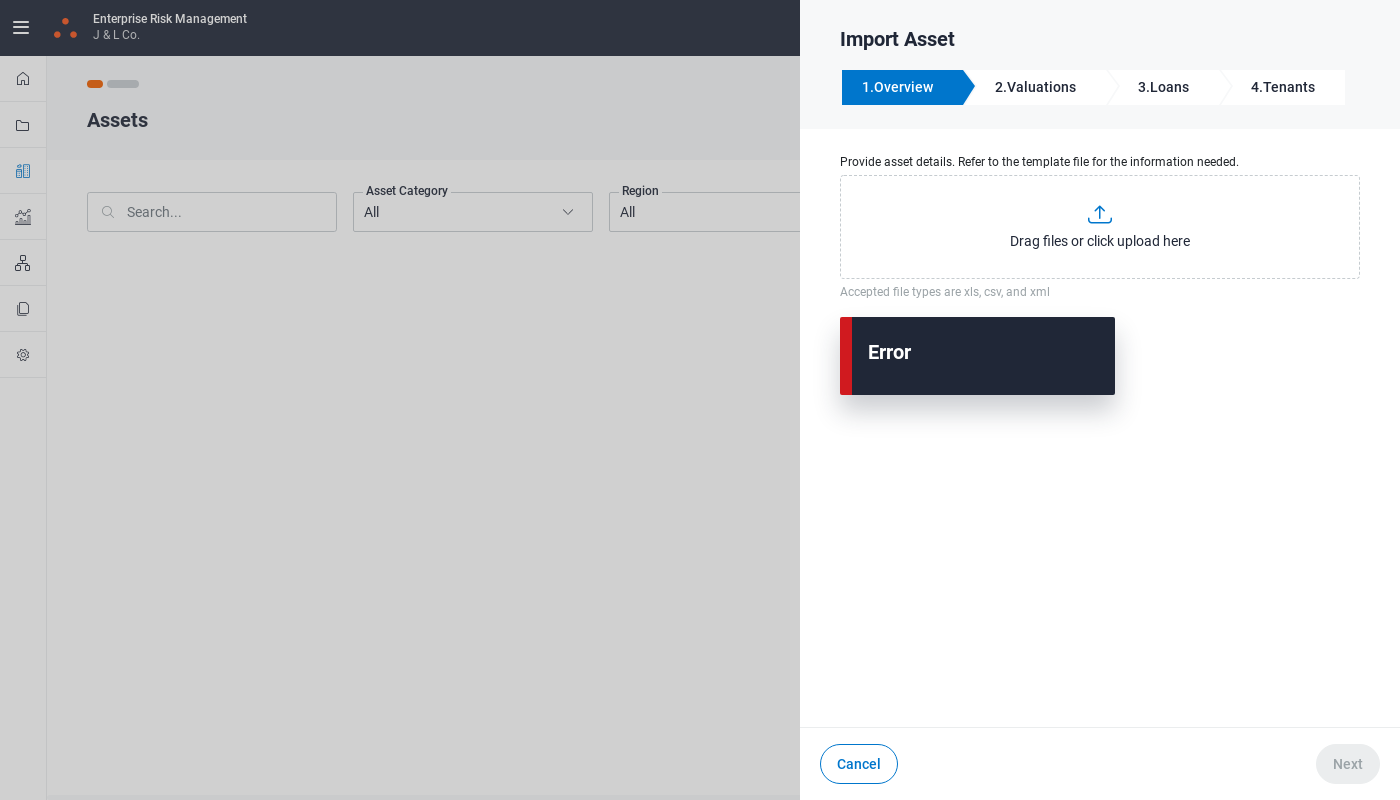 Enterprise Risk Management
J & L Co.
Assets
Search...
Asset Category
All
Region
All
Import Asset
1.Overview
2.Valuations
3.Loans
4.Tenants
Provide asset details. Refer to the template file for the information needed.
Drag files or click upload here
Accepted file types are xls, csv, and xml
Error
Cancel
Next